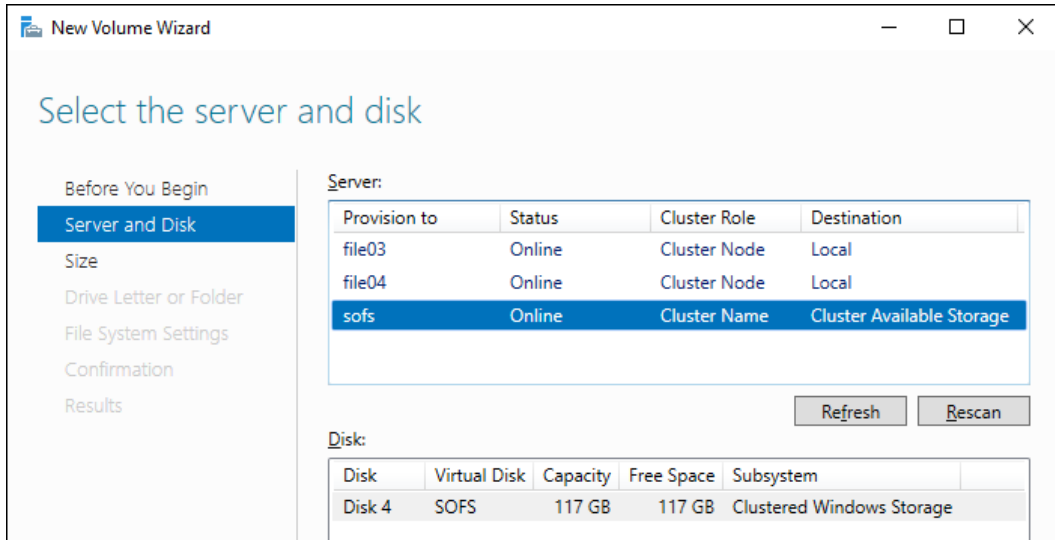 New Volume Wizard
Select the server and disk
Before You Begin
Server and Disk
Size
Drive Letter or Folder
File System Settings
Confirmation
Results
Server:
Provision to Status Cluster Role Destination
file03 Online Cluster Node Local
file04 Online Cluster Node Local
sofs Online Cluster Name Cluster Available Storage
Refresh Rescan
Disk:
Disk Virtual Disk Capacity Free Space Subsystem
Disk 4 SOFS 117 GB 117 GB Clustered Windows Storage